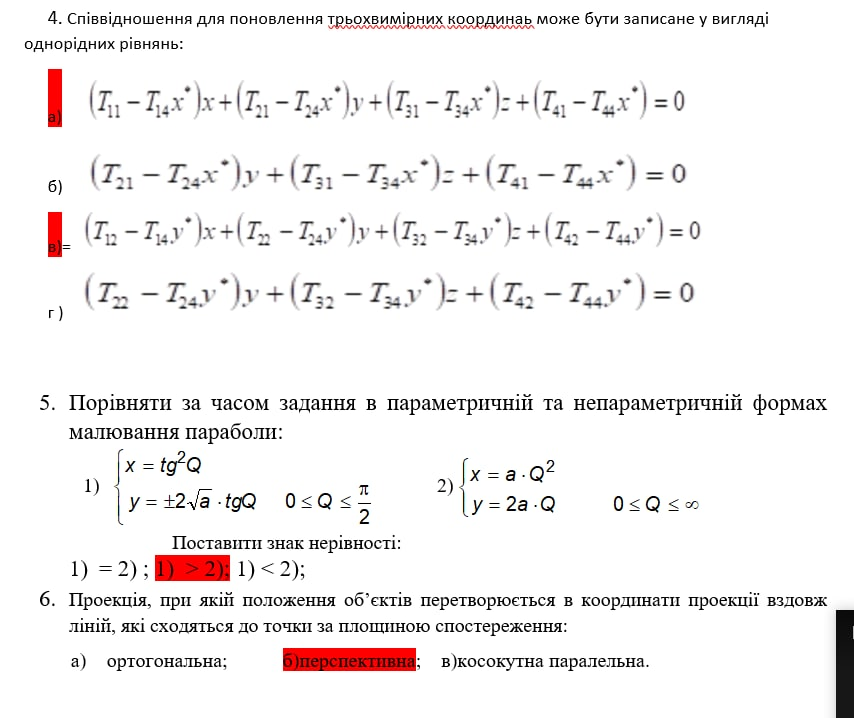 4. Співвідношення для поновлення трьохвимірних координаь може бути записане у вигляді
однорідних рівнянь:
а) (T₁₁ − T₁₄x*)x + (T₂₁ − T₂₄x*)y + (T₃₁ − T₃₄x*)z + (T₄₁ − T₄₄x*) = 0
б) (T₂₁ − T₂₄x*)y + (T₃₁ − T₃₄x*)z + (T₄₁ − T₄₄x*) = 0
в)= (T₁₂ − T₁₄y*)x + (T₂₂ − T₂₄y*)y + (T₃₂ − T₃₄y*)z + (T₄₂ − T₄₄y*) = 0
г) (T₂₂ − T₂₄y*)y + (T₃₂ − T₃₄y*)z + (T₄₂ − T₄₄y*) = 0
5. Порівняти за часом задання в параметричній та непараметричній формах
малювання параболи:
1) { x = tg²Q
y = ±2√a · tgQ 0 ≤ Q ≤ π/2
2) { x = a · Q²
y = 2a · Q 0 ≤ Q ≤ ∞
Поставити знак нерівності:
1) = 2) ; 1) > 2); 1) < 2);
6. Проекція, при якій положення об’єктів перетворюється в координати проекції вздовж
ліній, які сходяться до точки за площиною спостереження:
а) ортогональна; б)перспективна; в)косокутна паралельна.